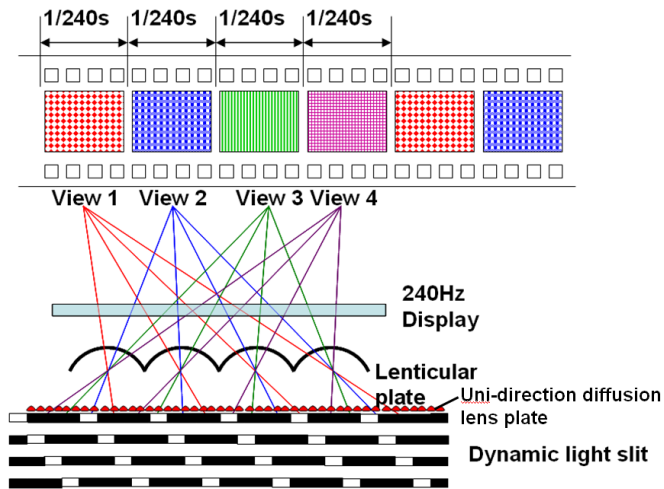 1/240s 1/240s 1/240s 1/240s
View 1 View 2 View 3 View 4
240Hz
Display
Lenticular
plate
Uni-direction diffusion
lens plate
Dynamic light slit